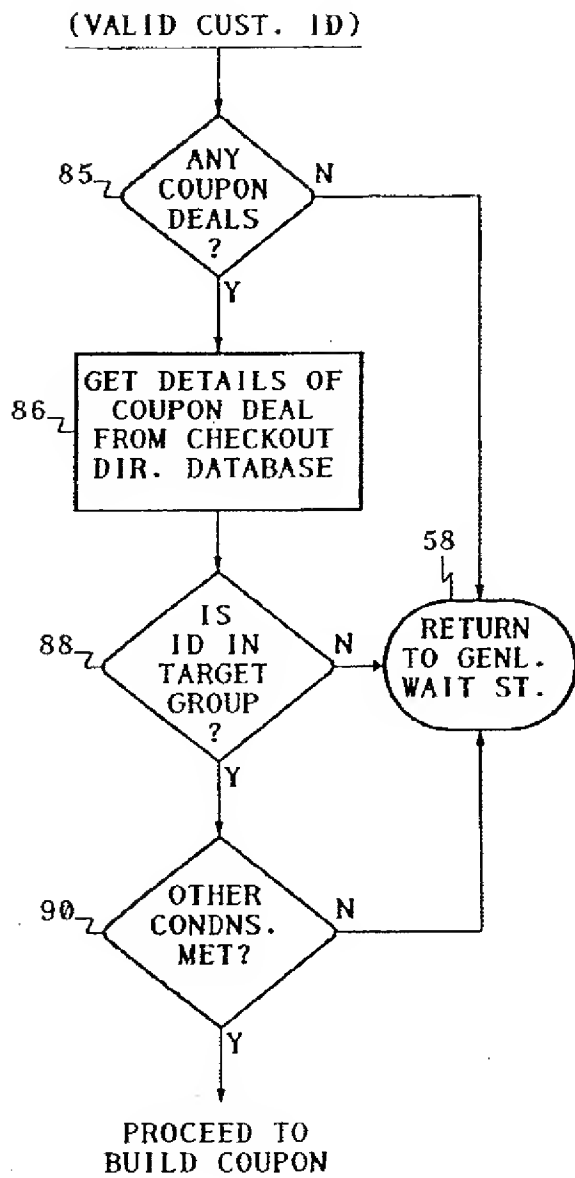 (VALID CUST. ID)
85
ANY
COUPON
DEALS
?
N
Y
86
GET DETAILS OF
COUPON DEAL
FROM CHECKOUT
DIR. DATABASE
58
RETURN
TO GENL.
WAIT ST.
88
IS
ID IN
TARGET
GROUP
?
N
Y
90
OTHER
CONDNS.
MET?
N
Y
PROCEED TO
BUILD COUPON